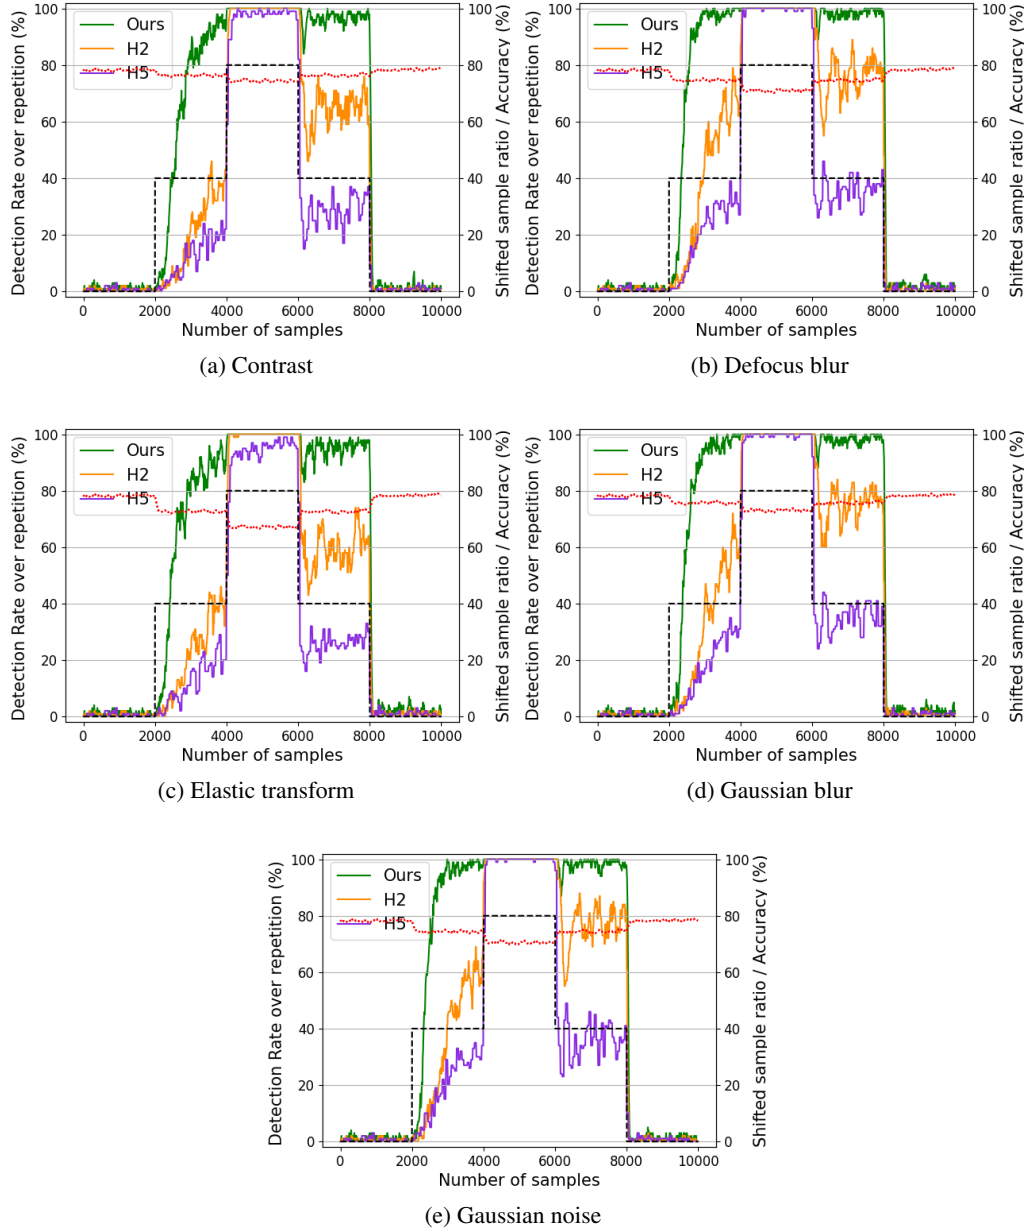 Detection Rate over repetition (%)
100
80
60
40
20
0
Ours
H2
H5
100
80
60
40
20
0
Shifted sample ratio / Accuracy (%)
0 2000 4000 6000 8000 10000
Number of samples
(a) Contrast
Detection Rate over repetition (%)
100
80
60
40
20
0
Ours
H2
H5
100
80
60
40
20
0
Shifted sample ratio / Accuracy (%)
0 2000 4000 6000 8000 10000
Number of samples
(b) Defocus blur
Detection Rate over repetition (%)
100
80
60
40
20
0
Ours
H2
H5
100
80
60
40
20
0
Shifted sample ratio / Accuracy (%)
0 2000 4000 6000 8000 10000
Number of samples
(c) Elastic transform
Detection Rate over repetition (%)
100
80
60
40
20
0
Ours
H2
H5
100
80
60
40
20
0
Shifted sample ratio / Accuracy (%)
0 2000 4000 6000 8000 10000
Number of samples
(d) Gaussian blur
Detection Rate over repetition (%)
100
80
60
40
20
0
Ours
H2
H5
100
80
60
40
20
0
Shifted sample ratio / Accuracy (%)
0 2000 4000 6000 8000 10000
Number of samples
(e) Gaussian noise